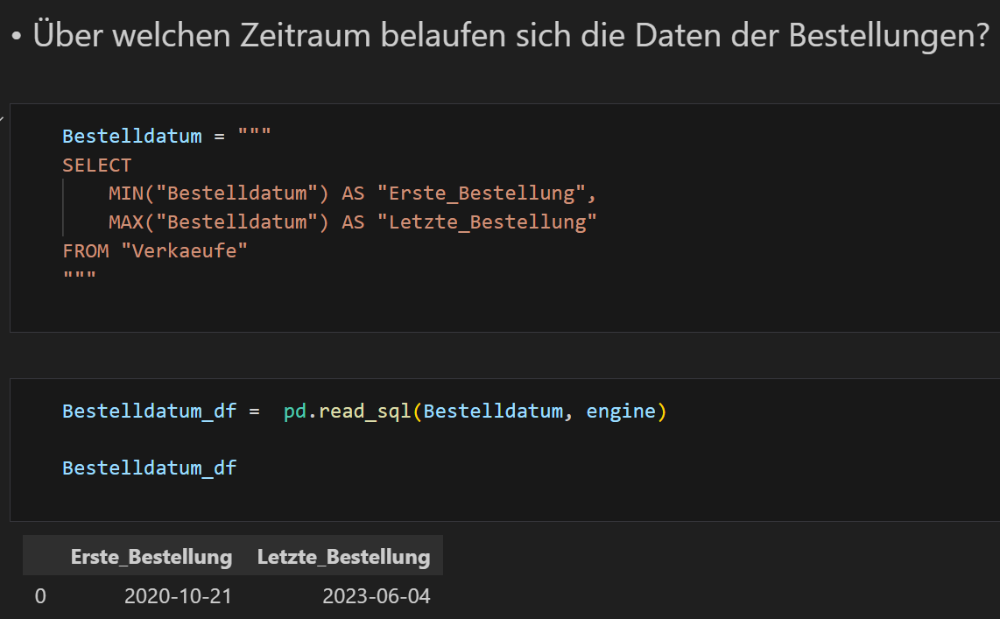 • Über welchen Zeitraum belaufen sich die Daten der Bestellungen?
Bestelldatum = """
SELECT
    MIN("Bestelldatum") AS "Erste_Bestellung",
    MAX("Bestelldatum") AS "Letzte_Bestellung"
FROM "Verkaeufe"
"""
Bestelldatum_df =  pd.read_sql(Bestelldatum, engine)
Bestelldatum_df
Erste_Bestellung Letzte_Bestellung
0 2020-10-21 2023-06-04